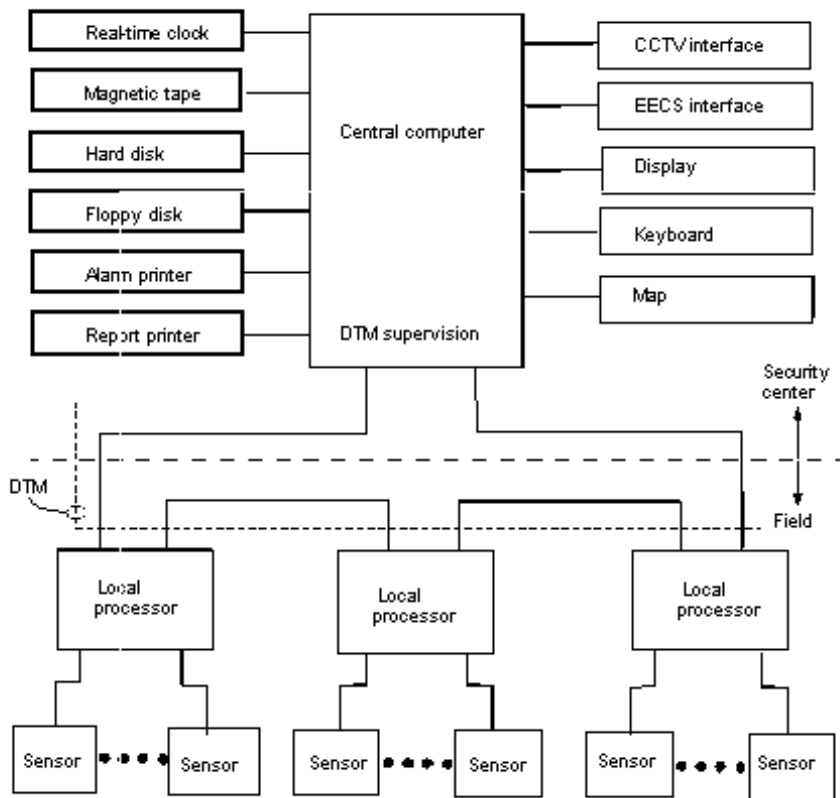 Real-time clock
Magnetic tape
Hard disk
Floppy disk
Alarm printer
Report printer
Central computer
DTM supervision
CCTV interface
EECS interface
Display
Keyboard
Map
Security
center
Field
DTM
Local
processor
Local
processor
Local
processor
Sensor
Sensor
Sensor
Sensor
Sensor
Sensor